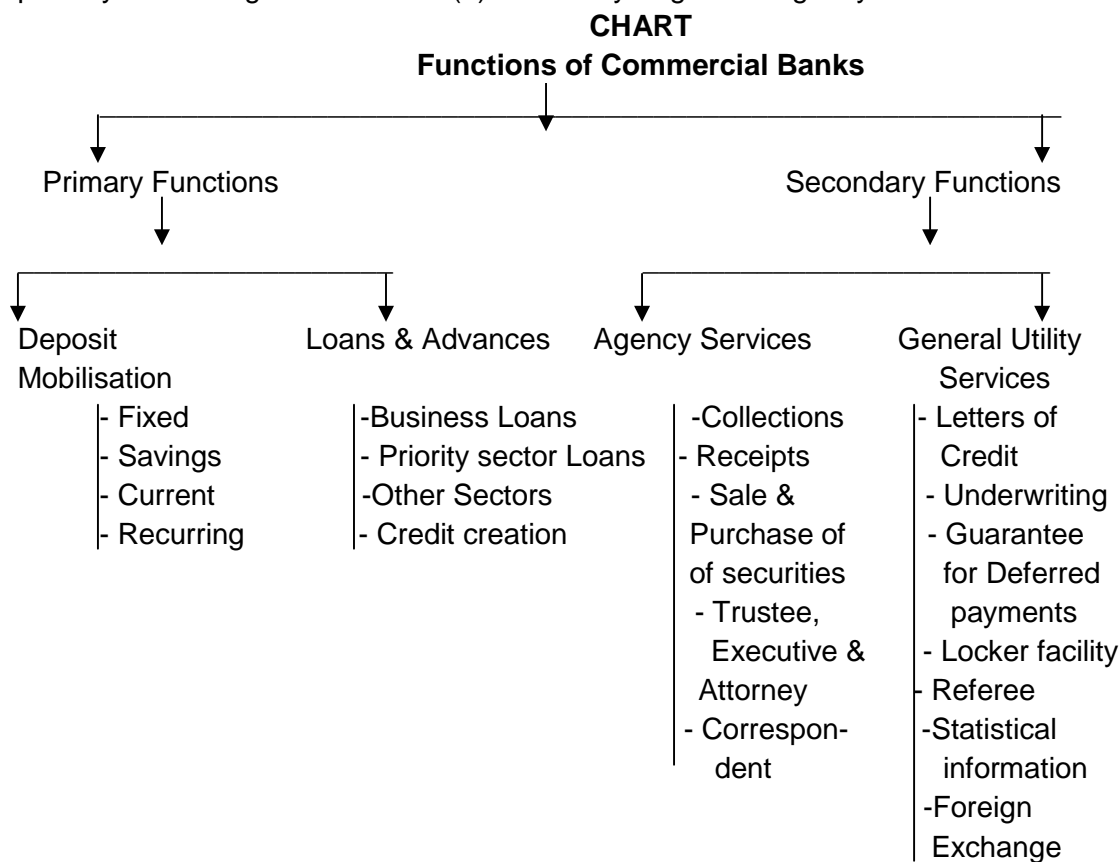 CHART
Functions of Commercial Banks
Primary Functions
Secondary Functions
Deposit
Mobilisation
- Fixed
- Savings
- Current
- Recurring
Loans & Advances
-Business Loans
- Priority sector Loans
-Other Sectors
- Credit creation
Agency Services
-Collections
- Receipts
- Sale &
Purchase of
of securities
- Trustee,
Executive &
Attorney
- Correspon-
dent
General Utility
Services
- Letters of
Credit
- Underwriting
- Guarantee
for Deferred
payments
- Locker facility
- Referee
-Statistical
information
-Foreign
Exchange